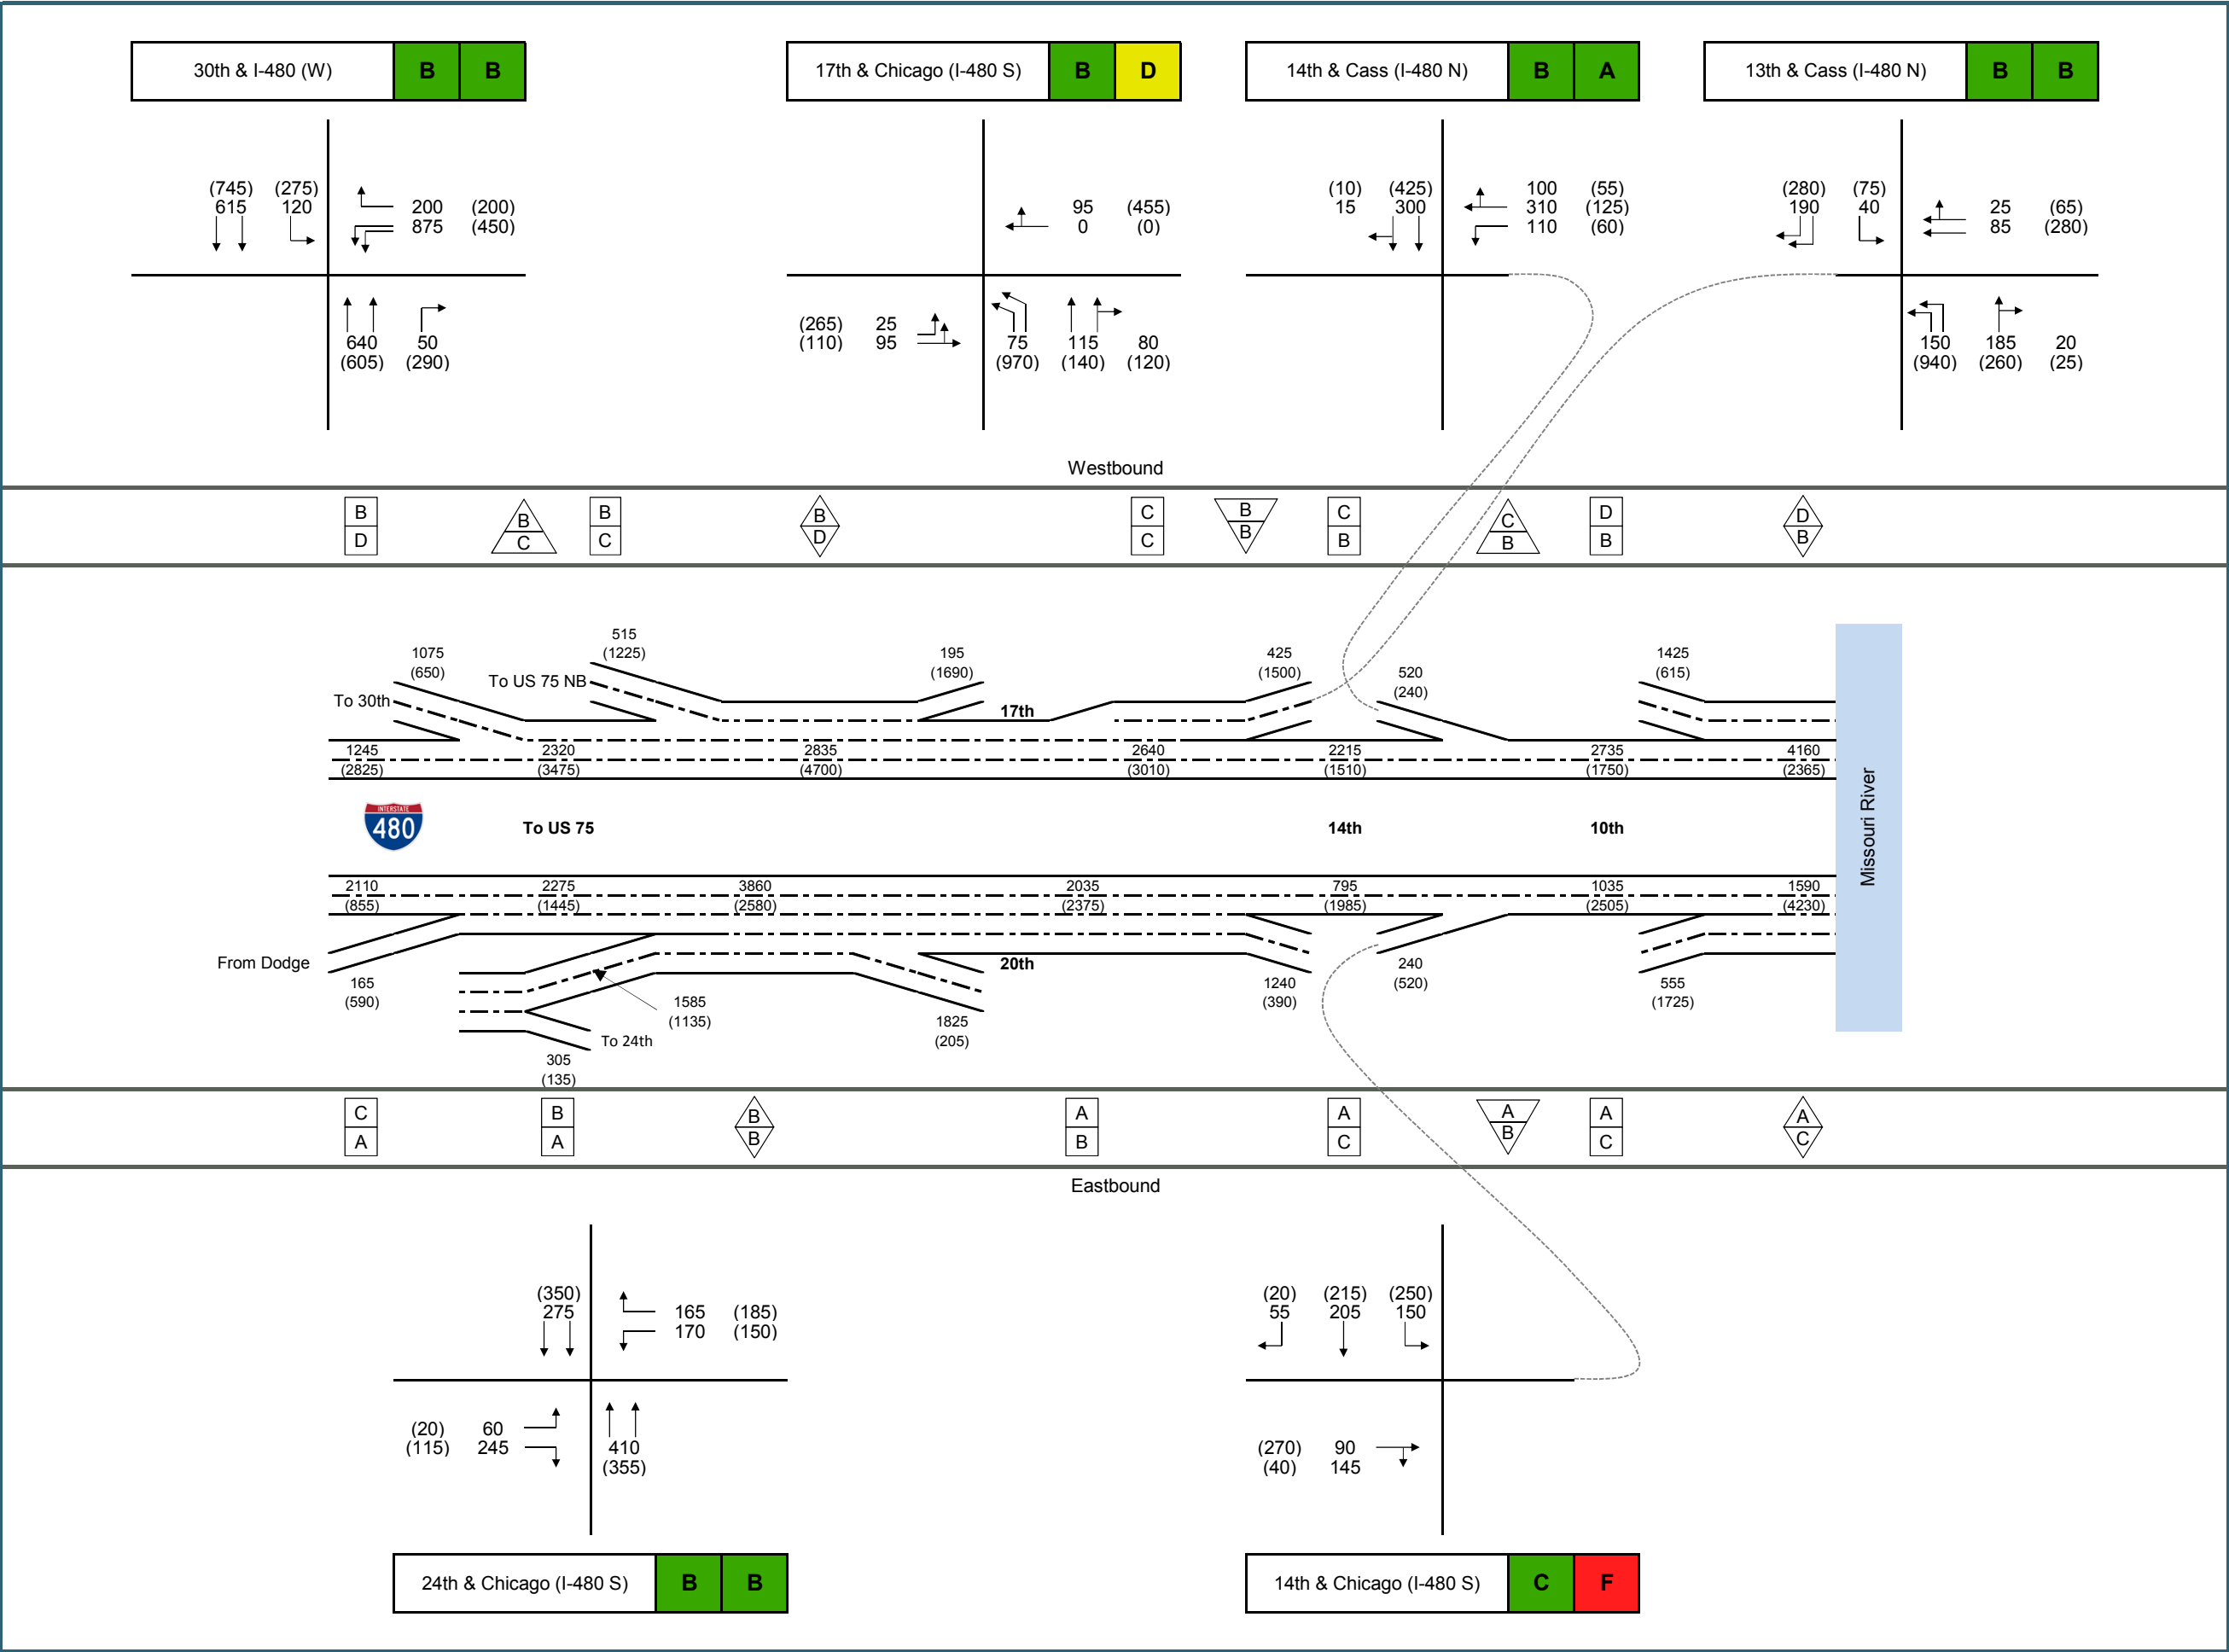 30th & I-480 (W) B B
17th & Chicago (I-480 S) B D
14th & Cass (I-480 N) B A
13th & Cass (I-480 N) B B
(745) (275)
615 120
200 (200)
875 (450)
640 50
(605) (290)
95 (455)
0 (0)
(265) 25
(110) 95
75 115 80
(970) (140) (120)
(10) (425)
15 300
100 (55)
310 (125)
110 (60)
(280) (75)
190 40
25 (65)
85 (280)
150 185 20
(940) (260) (25)
Westbound
B B B B C B C C D D
D C C D C B B B B B
515
(1225)
1075
(650)
195
(1690)
425
(1500)
520
(240)
1425
(615)
To US 75 NB
To 30th
17th
1245 2320 2835 2640 2215 2735 4160
(2825) (3475) (4700) (3010) (1510) (1750) (2365)
INTERSTATE
480
To US 75
14th
10th
Missouri River
2110 2275 3860 2035 795 1035 1590
(855) (1445) (2580) (2375) (1985) (2505) (4230)
From Dodge
20th
165
(590)
1585
(1135)
1825
(205)
1240
(390)
240
(520)
555
(1725)
To 24th
305
(135)
C B B A A A A A
A A B B C B C C
Eastbound
(350)
275
165 (185)
170 (150)
(20) 60
(115) 245
410
(355)
(20) (215) (250)
55 205 150
(270) 90
(40) 145
24th & Chicago (I-480 S) B B
14th & Chicago (I-480 S) C F